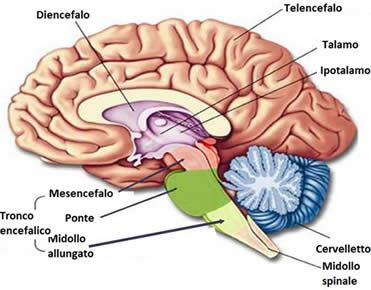 Telencefalo
Diencefalo
Talamo
Ipotalamo
Mesencefalo
Tronco
encefalico
Ponte
Midollo
allungato
Cervelletto
Midollo
spinale